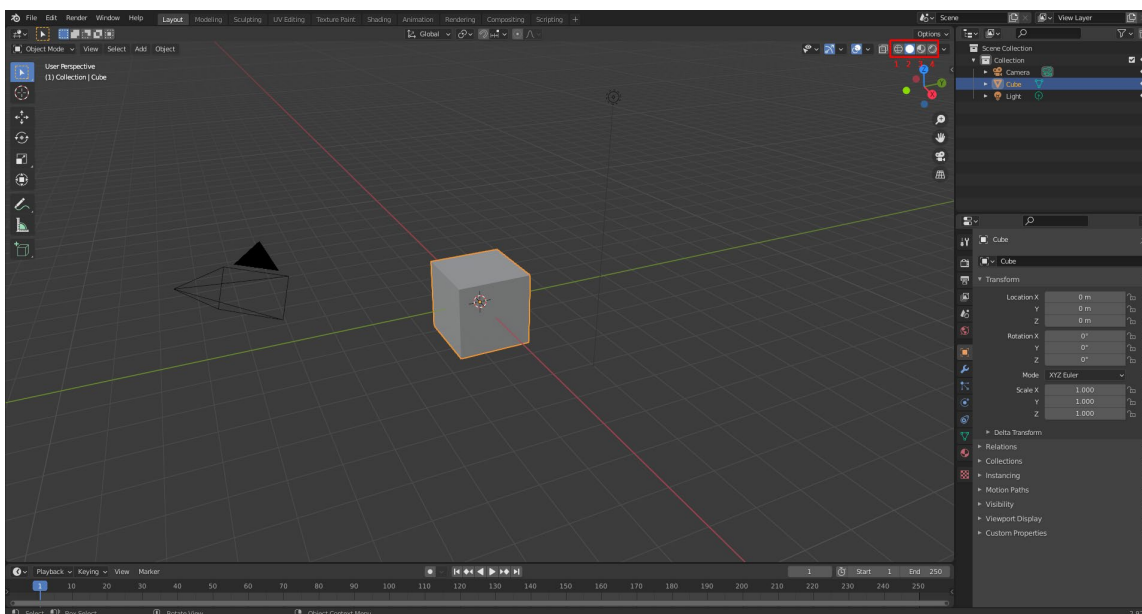 File Edit Render Window Help Layout Modeling Sculpting UV Editing Texture Paint Shading Animation Rendering Compositing Scripting + Scene View Layer
Global Options
Object Mode View Select Add Object
1 2 3 4
User Perspective
(1) Collection | Cube
Z
Y
X
Scene Collection
Collection
Camera
Cube
Light
Cube
Cube
Transform
Location X 0 m
Y 0 m
Z 0 m
Rotation X 0°
Y 0°
Z 0°
Mode XYZ Euler
Scale X 1.000
Y 1.000
Z 1.000
Delta Transform
Relations
Collections
Instancing
Motion Paths
Visibility
Viewport Display
Custom Properties
Playback Keying View Marker 1 Start 1 End 250
1 10 20 30 40 50 60 70 80 90 100 110 120 130 140 150 160 170 180 190 200 210 220 230 240 250
Select Box Select Rotate View Object Context Menu